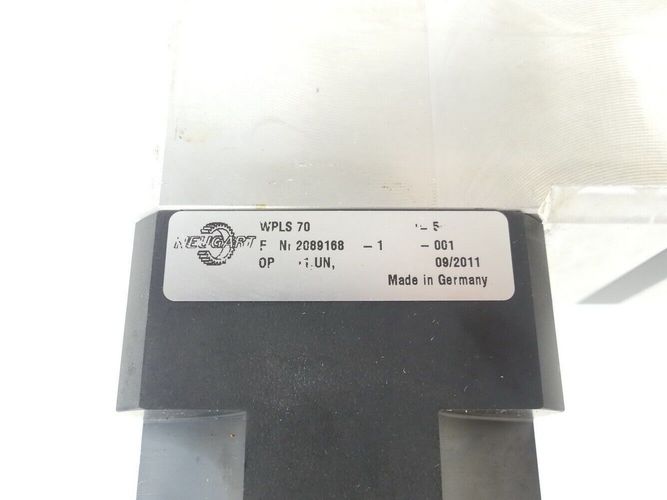 NEUGART
WPLS 70 - 5
F Nr 2089168 - 1 - 001
OP 09/2011
Made in Germany